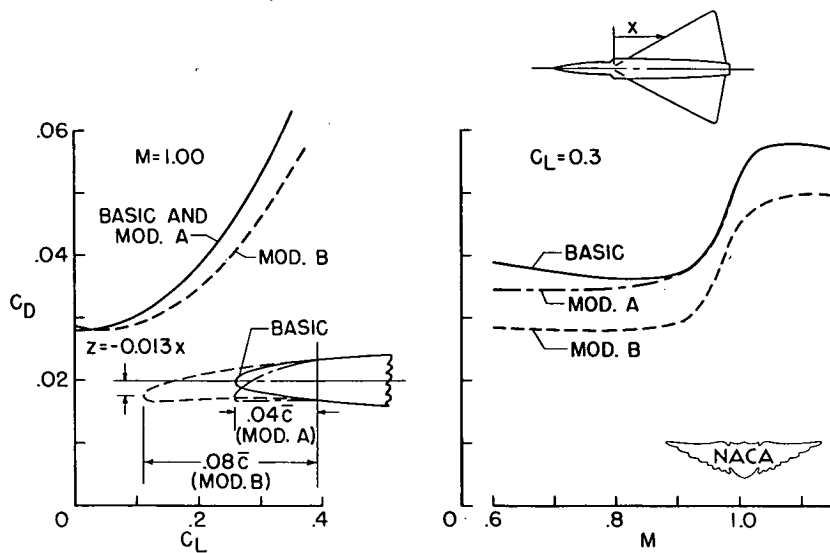 X
.06
M=1.00
C_L=0.3
BASIC AND
MOD. A
MOD. B
.04
BASIC
C_D
MOD. A
BASIC
z=-0.013x
MOD. B
.02
.04c̄
(MOD. A)
.08c̄
(MOD. B)
NACA
0 .2 .4
C_L
0 .6 .8 1.0
M